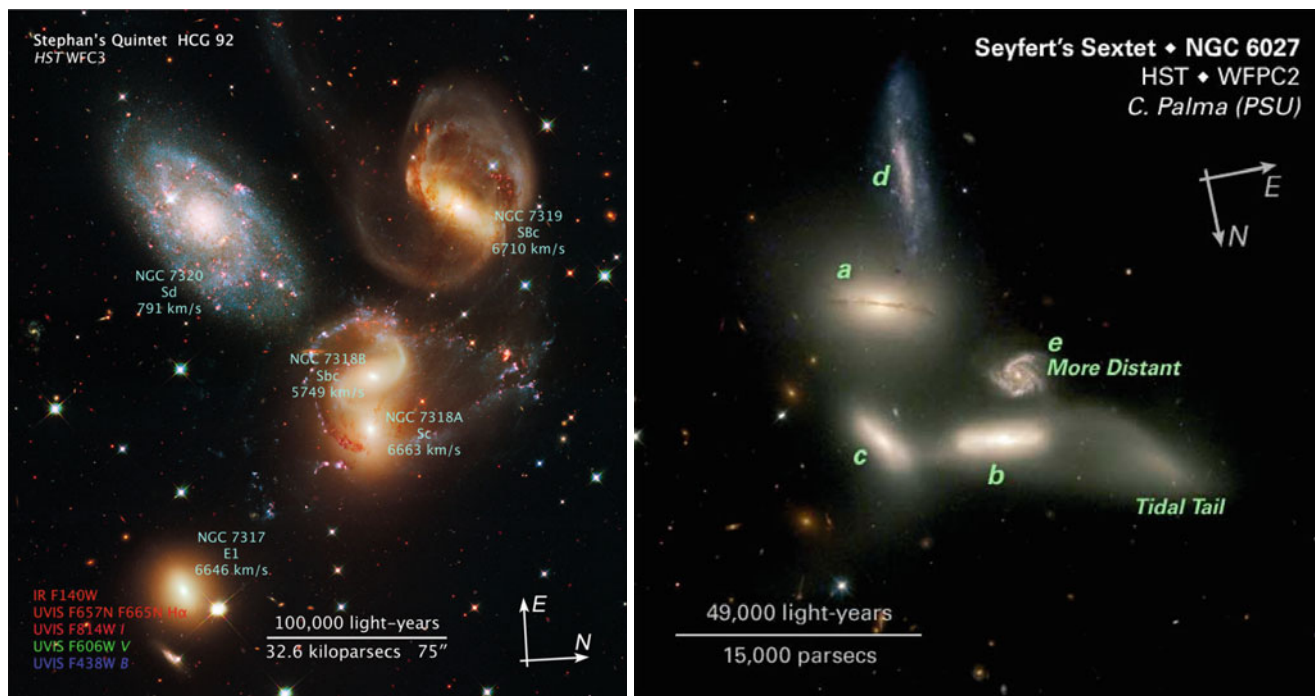 Stephan's Quintet HCG 92
HST WFC3
NGC 7319
SBc
6710 km/s
NGC 7320
Sd
791 km/s
NGC 7318B
Sbc
5749 km/s
NGC 7318A
Sc
6663 km/s
NGC 7317
E1
6646 km/s
IR F140W
UVIS F657N F665N Hα
UVIS F814W I
UVIS F606W V
UVIS F438W B
100,000 light-years
32.6 kiloparsecs 75"
E
N
Seyfert's Sextet ◆ NGC 6027
HST ◆ WFPC2
C. Palma (PSU)
E
N
d
a
e
More Distant
c
b
Tidal Tail
49,000 light-years
15,000 parsecs